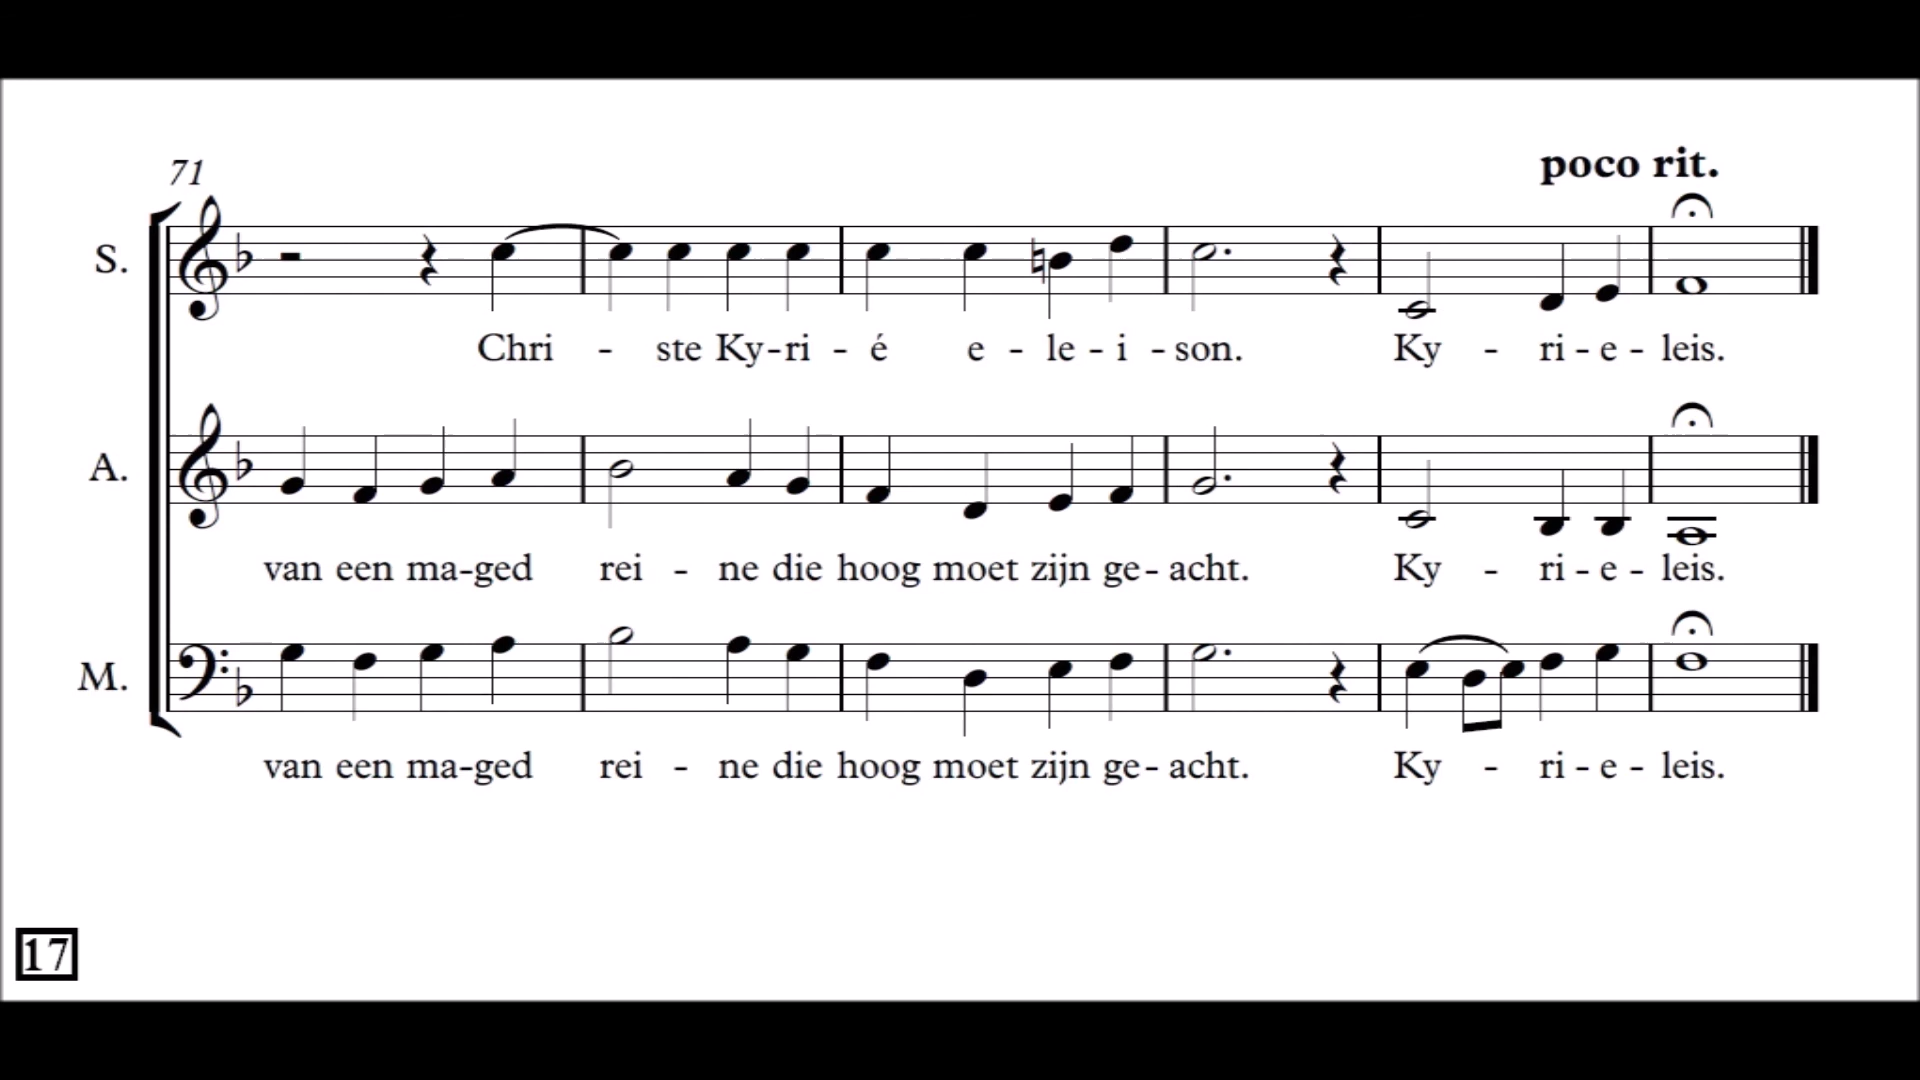 71
poco rit.
S.
Chri - ste Ky-ri - é e - le - i - son. Ky - ri - e - leis.
A.
van een ma-ged rei - ne die hoog moet zijn ge- acht. Ky - ri - e - leis.
M.
van een ma-ged rei - ne die hoog moet zijn ge- acht. Ky - ri - e - leis.
17